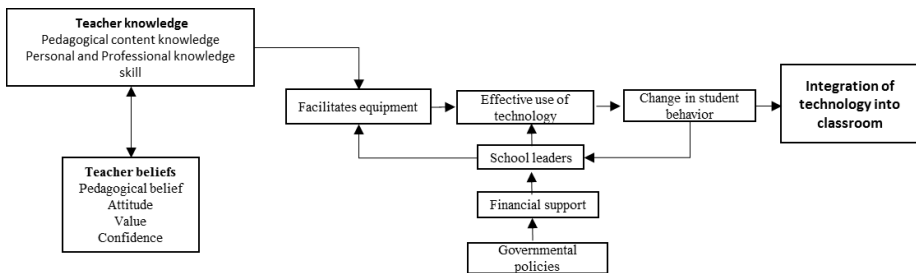 Teacher knowledge
Pedagogical content knowledge
Personal and Professional knowledge
skill
Facilitates equipment
Effective use of
technology
Change in student
behavior
Integration of
technology into
classroom
School leaders
Teacher beliefs
Pedagogical belief
Attitude
Value
Confidence
Financial support
Governmental
policies